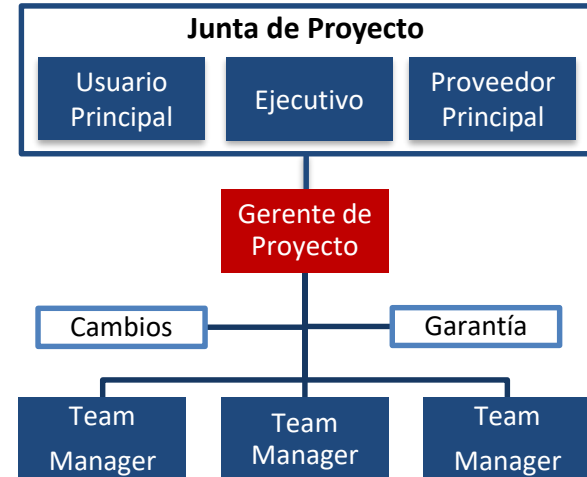 Junta de Proyecto
Usuario
Principal
Ejecutivo
Proveedor
Principal
Gerente de
Proyecto
Cambios
Garantía
Team
Manager
Team
Manager
Team
Manager